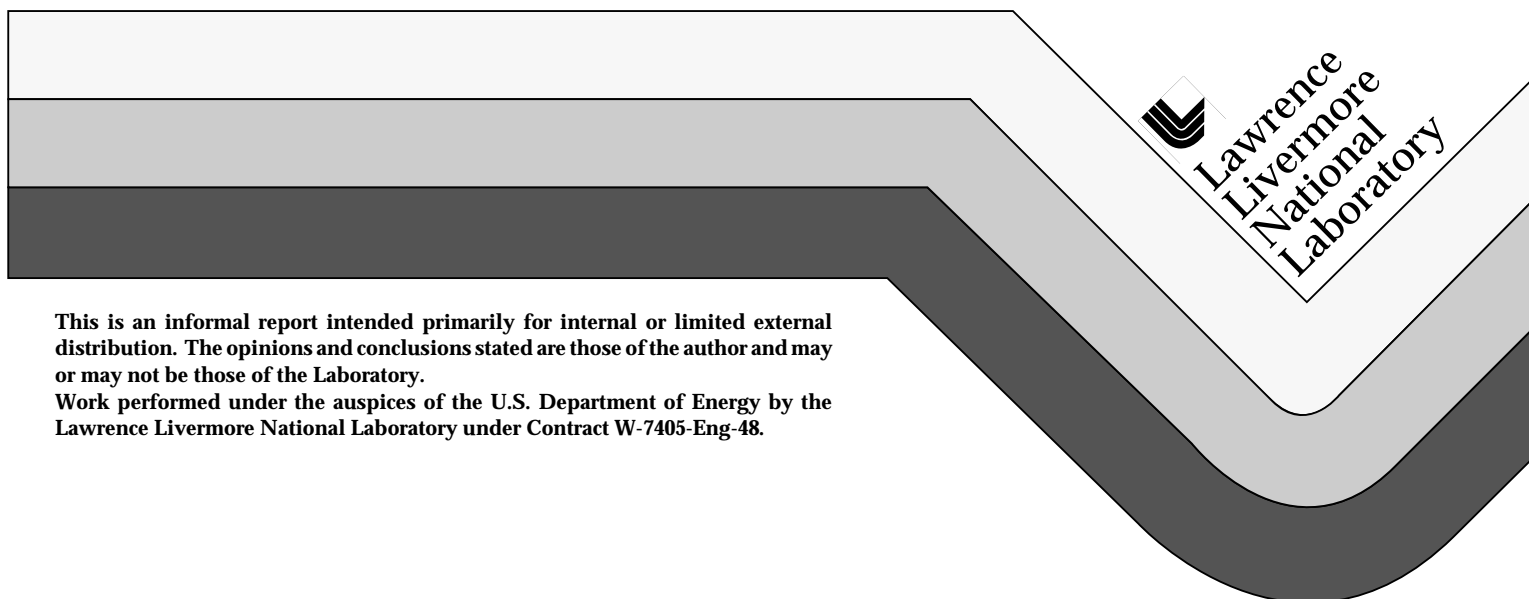 Lawrence
Livermore
National
Laboratory
This is an informal report intended primarily for internal or limited external
distribution. The opinions and conclusions stated are those of the author and may
or may not be those of the Laboratory.
Work performed under the auspices of the U.S. Department of Energy by the
Lawrence Livermore National Laboratory under Contract W-7405-Eng-48.